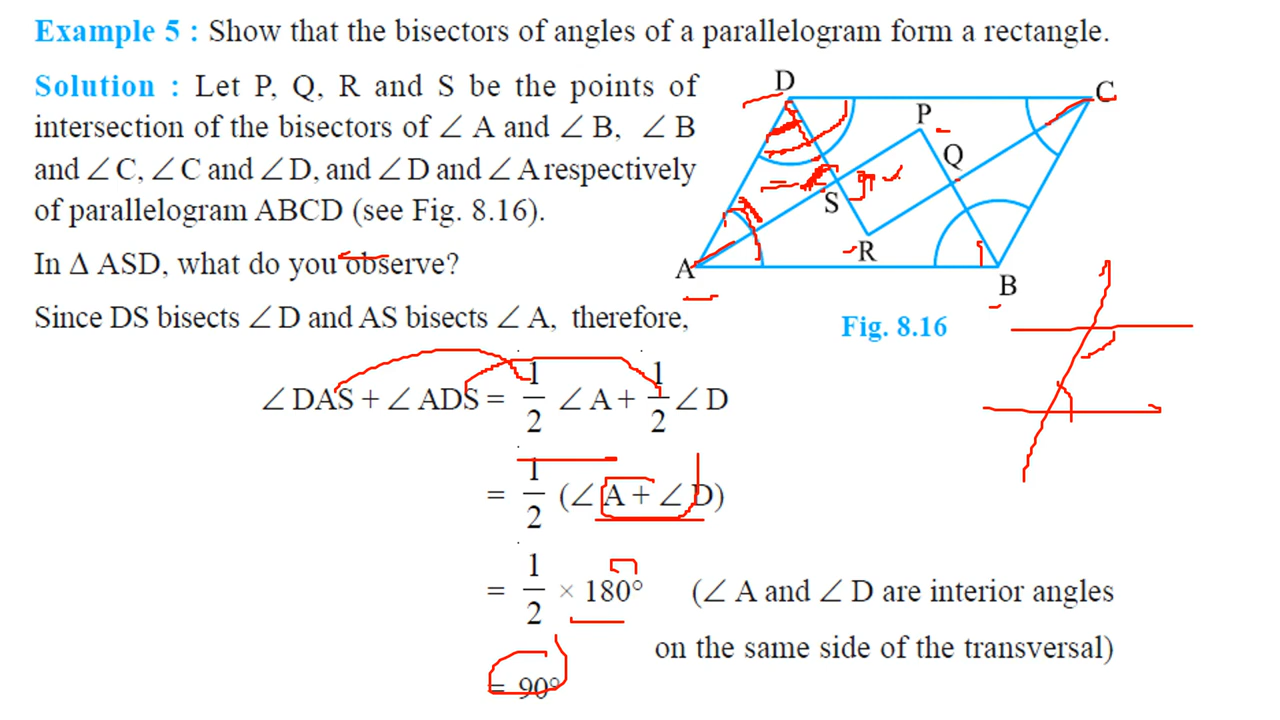 Example 5 : Show that the bisectors of angles of a parallelogram form a rectangle.
Solution : Let P, Q, R and S be the points of
intersection of the bisectors of ∠ A and ∠ B, ∠ B
and ∠ C, ∠ C and ∠ D, and ∠ D and ∠ A respectively
of parallelogram ABCD (see Fig. 8.16).
In Δ ASD, what do you observe?
Since DS bisects ∠ D and AS bisects ∠ A, therefore,
∠ DAS + ∠ ADS = 1/2 ∠ A + 1/2 ∠ D
= 1/2 (∠ A + ∠ D)
= 1/2 × 180° (∠ A and ∠ D are interior angles
on the same side of the transversal)
= 90°
D
C
P
Q
S
R
A
B
Fig. 8.16